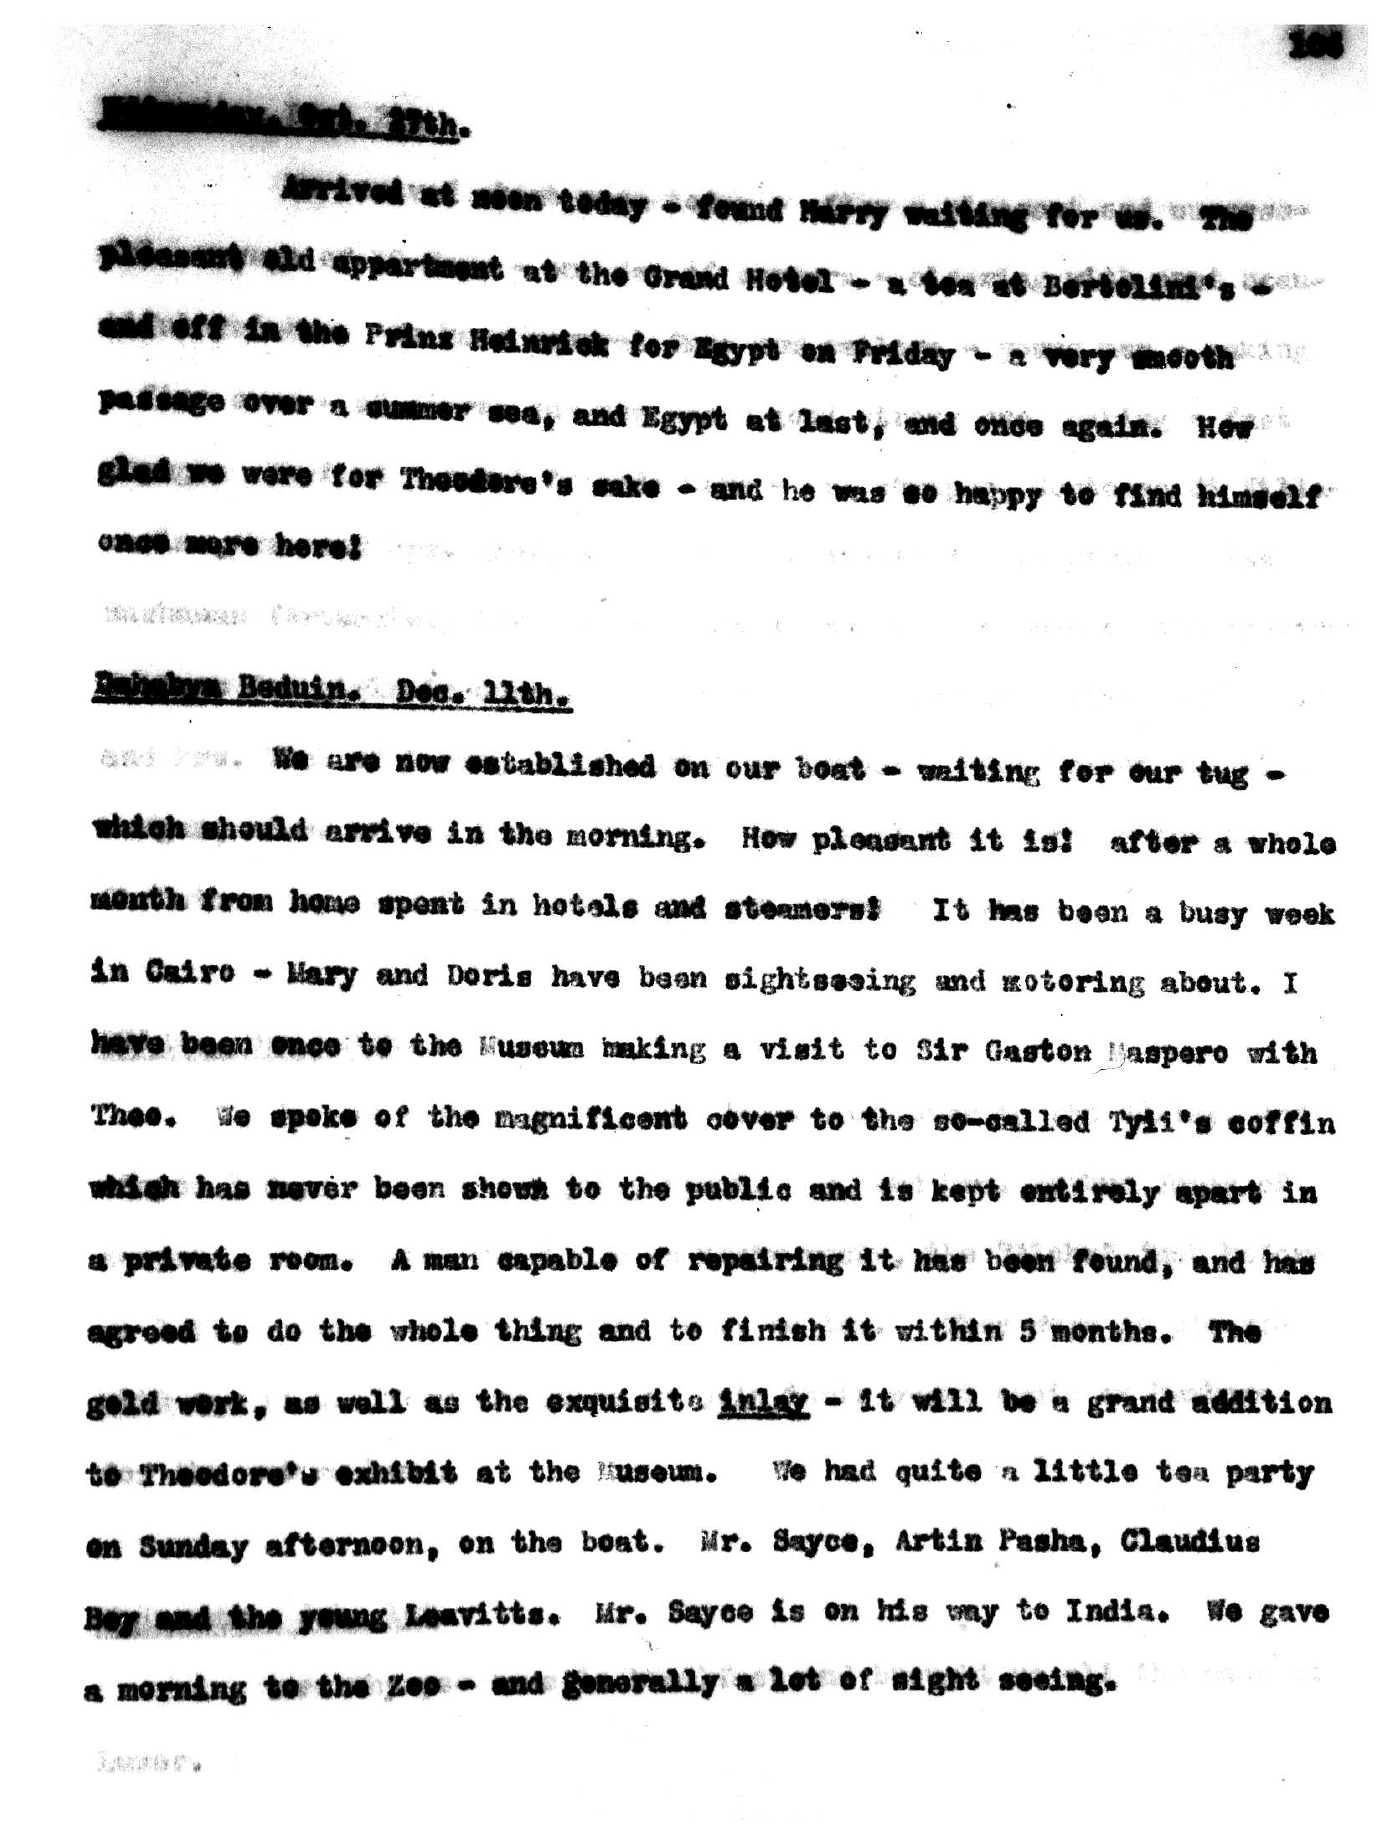 Oct. 27th.
Arrived at noon today - found Harry waiting for us. The
pleasant old appartment at the Grand Hotel - a tea at Bertolini's -
and off in the Prinz Heinrick for Egypt on Friday - a very smooth
passage over a summer sea, and Egypt at last, and once again. How
glad we were for Theodore's sake - and he was so happy to find himself
once more here!
Dahabya Beduin. Dec. 11th.
We are now established on our boat - waiting for our tug -
which should arrive in the morning. How pleasant it is! after a whole
month from home spent in hotels and steamers! It has been a busy week
in Cairo - Mary and Doris have been sightseeing and motoring about. I
have been once to the Museum making a visit to Sir Gaston Maspero with
Theo. We spoke of the magnificent cover to the so-called Tyii's coffin
which has never been shown to the public and is kept entirely apart in
a private room. A man capable of repairing it has been found, and has
agreed to do the whole thing and to finish it within 5 months. The
gold work, as well as the exquisite inlay - it will be a grand addition
to Theodore's exhibit at the Museum. We had quite a little tea party
on Sunday afternoon, on the boat. Mr. Sayce, Artin Pasha, Claudius
Bey and the young Leavitts. Mr. Sayce is on his way to India. We gave
a morning to the Zoo - and generally a lot of sight seeing.